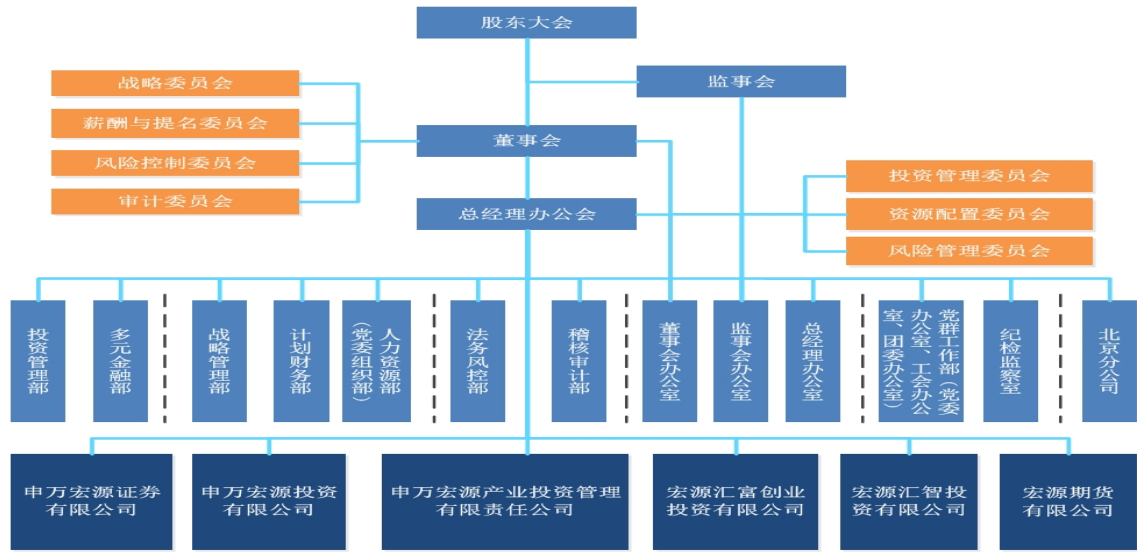 股东大会
监事会
战略委员会
薪酬与提名委员会
董事会
风险控制委员会
投资管理委员会
审计委员会
总经理办公会
资源配置委员会
风险管理委员会
投资管理部
多元金融部
战略管理部
计划财务部
人力资源部
（党委组织部）
法务风控部
稽核审计部
董事会办公室
监事会办公室
总经理办公室
党群工作部（党委
办公室、工会办公
室、团委办公室）
纪检监察室
北京分公司
申万宏源证券
有限公司
申万宏源投资
有限公司
申万宏源产业投资管理
有限责任公司
宏源汇富创业
投资有限公司
宏源汇智投
资有限公司
宏源期货有
限公司